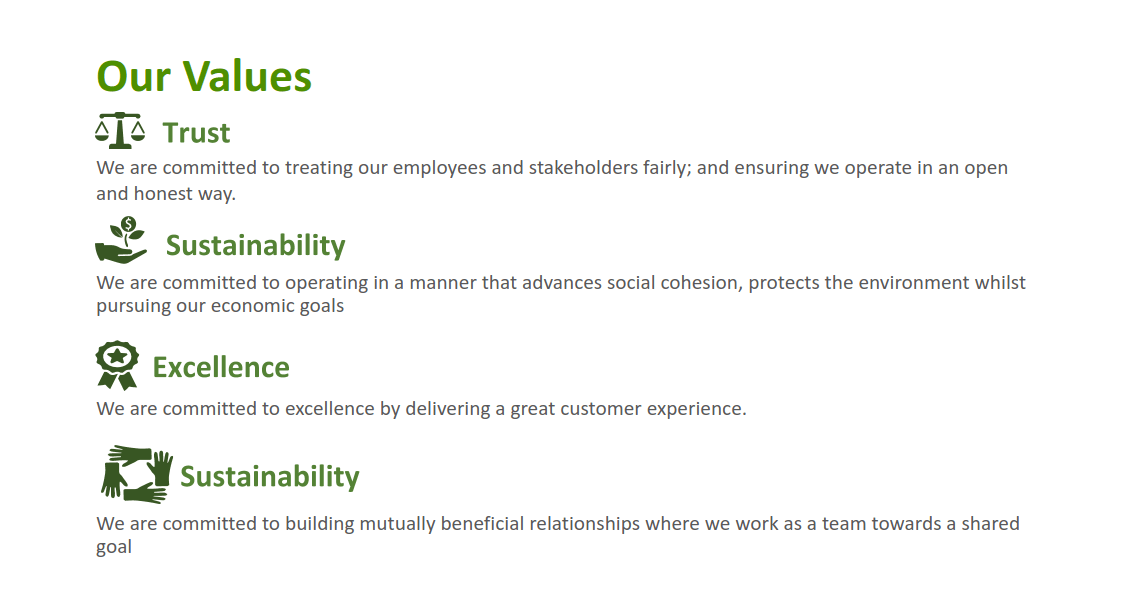 Our Values
Trust
We are committed to treating our employees and stakeholders fairly; and ensuring we operate in an open
and honest way.
$
Sustainability
We are committed to operating in a manner that advances social cohesion, protects the environment whilst
pursuing our economic goals
Excellence
We are committed to excellence by delivering a great customer experience.
Sustainability
We are committed to building mutually beneficial relationships where we work as a team towards a shared
goal